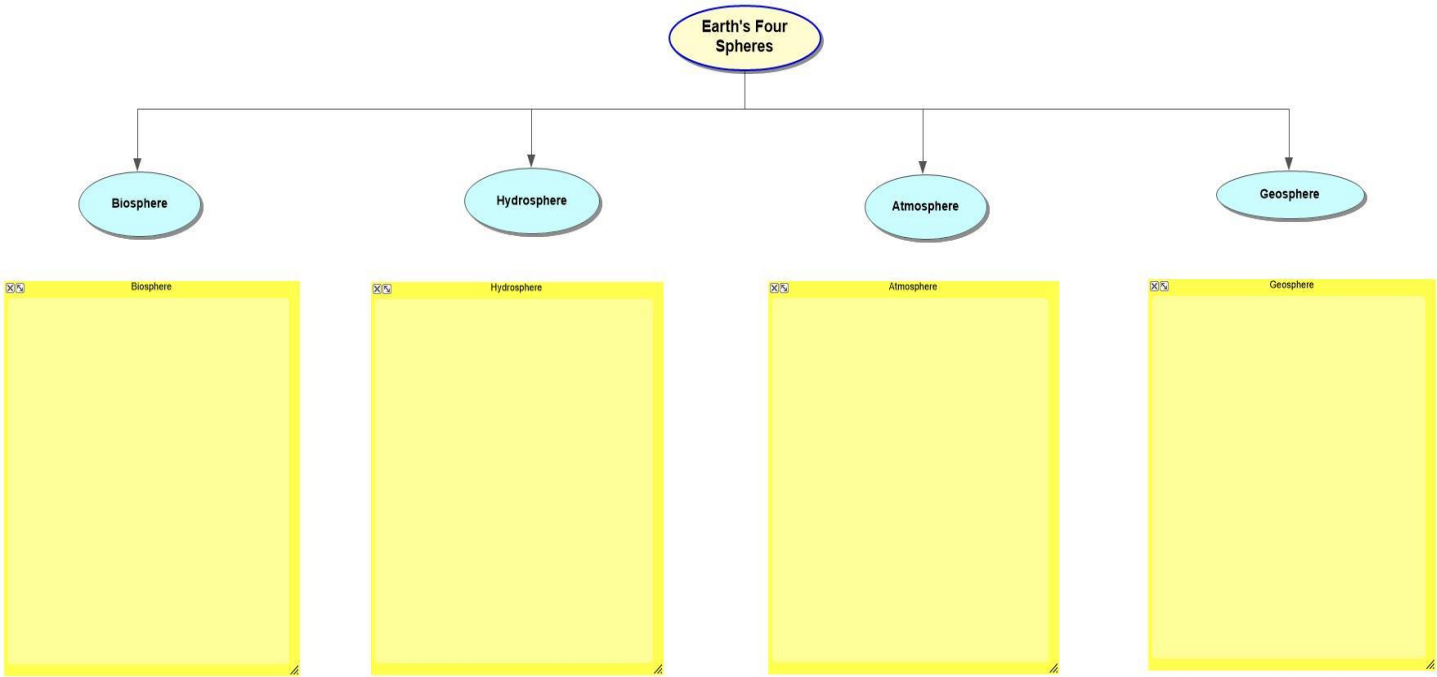 Earth's Four
Spheres
Biosphere
Hydrosphere
Atmosphere
Geosphere
Biosphere
Hydrosphere
Atmosphere
Geosphere